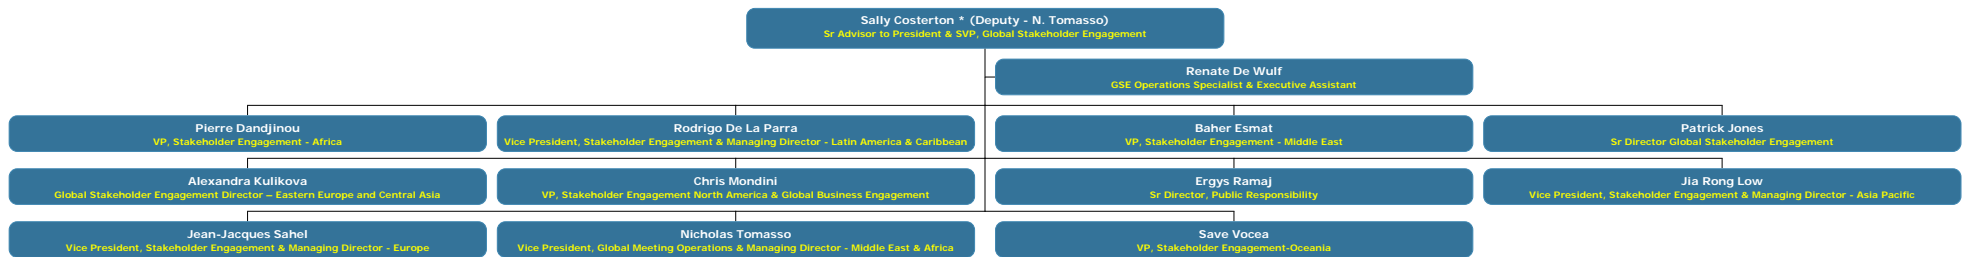 Sally Costerton * (Deputy - N. Tomasso)
Sr Advisor to President & SVP, Global Stakeholder Engagement
Renate De Wulf
GSE Operations Specialist & Executive Assistant
Pierre Dandjinou
VP, Stakeholder Engagement - Africa
Rodrigo De La Parra
Vice President, Stakeholder Engagement & Managing Director - Latin America & Caribbean
Baher Esmat
VP, Stakeholder Engagement - Middle East
Patrick Jones
Sr Director Global Stakeholder Engagement
Alexandra Kulikova
Global Stakeholder Engagement Director – Eastern Europe and Central Asia
Chris Mondini
VP, Stakeholder Engagement North America & Global Business Engagement
Ergys Ramaj
Sr Director, Public Responsibility
Jia Rong Low
Vice President, Stakeholder Engagement & Managing Director - Asia Pacific
Jean-Jacques Sahel
Vice President, Stakeholder Engagement & Managing Director - Europe
Nicholas Tomasso
Vice President, Global Meeting Operations & Managing Director - Middle East & Africa
Save Vocea
VP, Stakeholder Engagement-Oceania